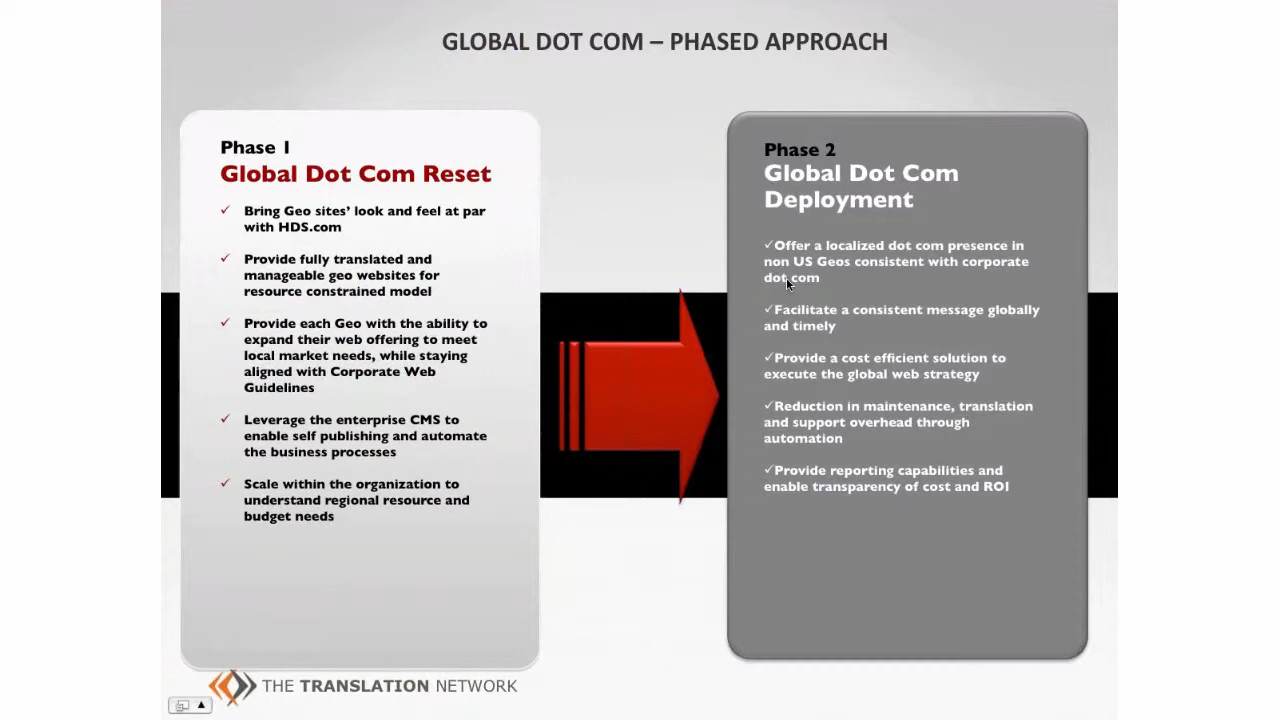 GLOBAL DOT COM – PHASED APPROACH
Phase 1
Global Dot Com Reset
✓ Bring Geo sites’ look and feel at par
with HDS.com
✓ Provide fully translated and
manageable geo websites for
resource constrained model
✓ Provide each Geo with the ability to
expand their web offering to meet
local market needs, while staying
aligned with Corporate Web
Guidelines
✓ Leverage the enterprise CMS to
enable self publishing and automate
the business processes
✓ Scale within the organization to
understand regional resource and
budget needs
Phase 2
Global Dot Com
Deployment
✓Offer a localized dot com presence in
non US Geos consistent with corporate
dot com
✓Facilitate a consistent message globally
and timely
✓Provide a cost efficient solution to
execute the global web strategy
✓Reduction in maintenance, translation
and support overhead through
automation
✓Provide reporting capabilities and
enable transparency of cost and ROI
THE TRANSLATION NETWORK